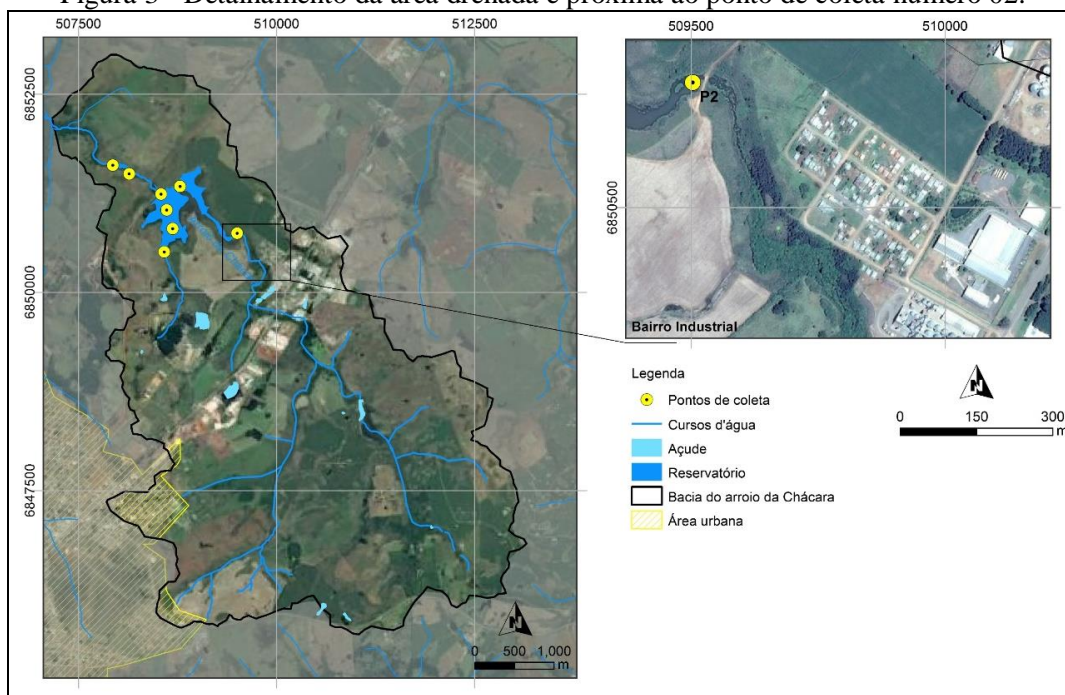 Figura 3 - Detalhamento da área drenada e próxima ao ponto de coleta número 02.
507500
510000
512500
6852500
6850000
6847500
N
0 500 1,000
m
509500
510000
6850500
P2
Bairro Industrial
Legenda
Pontos de coleta
Cursos d'água
Açude
Reservatório
Bacia do arroio da Chácara
Área urbana
N
0 150 300
m